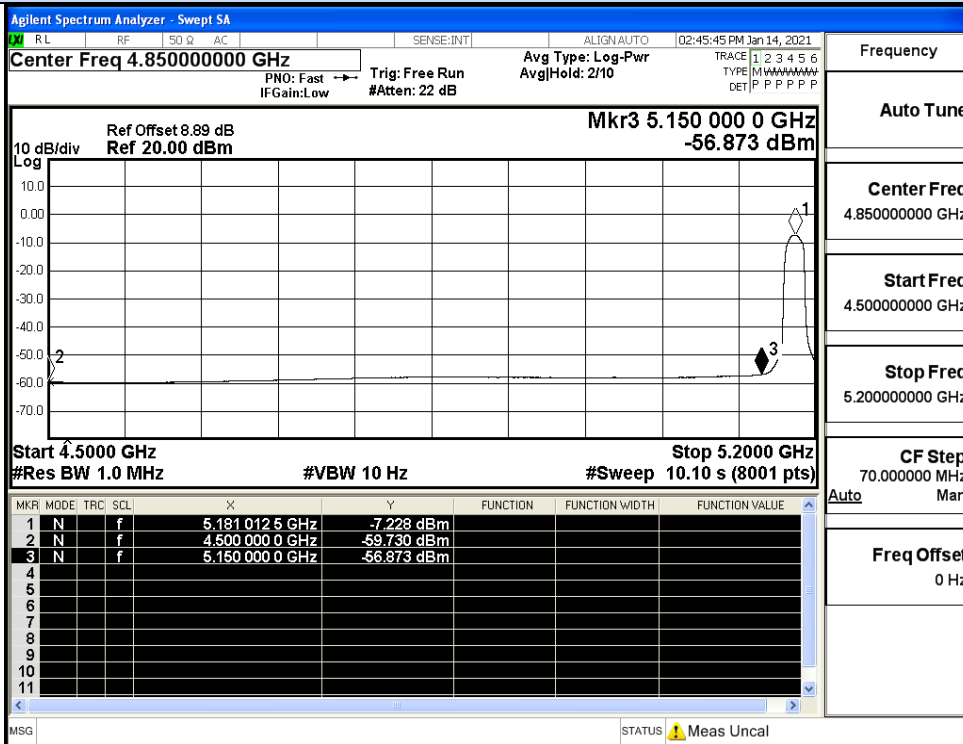 Agilent Spectrum Analyzer - Swept SA
LXI RL RF 50 Ω AC SENSE:INT ALIGN AUTO 02:45:45 PM Jan 14, 2021
Center Freq 4.850000000 GHz
PNO: Fast Trig: Free Run
IFGain:Low #Atten: 22 dB
Avg Type: Log-Pwr
Avg|Hold: 2/10
TRACE 1 2 3 4 5 6
TYPE M W W W W W
DET P P P P P P
Mkr3 5.150 000 0 GHz
-56.873 dBm
Ref Offset 8.89 dB
10 dB/div Ref 20.00 dBm
Log
10.0
0.00
-10.0
-20.0
-30.0
-40.0
-50.0
-60.0
-70.0
1
2
3
Start 4.5000 GHz Stop 5.2000 GHz
#Res BW 1.0 MHz #VBW 10 Hz #Sweep 10.10 s (8001 pts)
MKR MODE TRC SCL X Y FUNCTION FUNCTION WIDTH FUNCTION VALUE
1 N f 5.181 012 5 GHz -7.228 dBm
2 N f 4.500 000 0 GHz -59.730 dBm
3 N f 5.150 000 0 GHz -56.873 dBm
4
5
6
7
8
9
10
11
MSG STATUS Meas Uncal
Frequency
Auto Tune
Center Freq
4.850000000 GHz
Start Freq
4.500000000 GHz
Stop Freq
5.200000000 GHz
CF Step
70.000000 MHz
Auto Man
Freq Offset
0 Hz